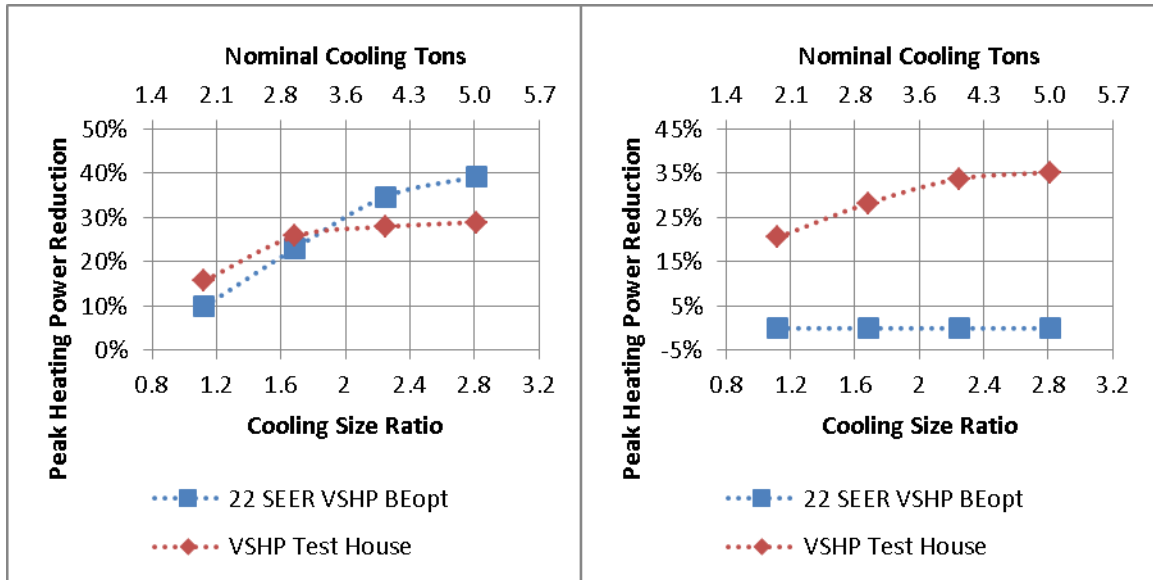 Nominal Cooling Tons
1.4 2.1 2.8 3.6 4.3 5.0 5.7
Peak Heating Power Reduction
50%
40%
30%
20%
10%
0%
0.8 1.2 1.6 2 2.4 2.8 3.2
Cooling Size Ratio
22 SEER VSHP BEopt
VSHP Test House
Nominal Cooling Tons
1.4 2.1 2.8 3.6 4.3 5.0 5.7
Peak Heating Power Reduction
45%
35%
25%
15%
5%
-5%
0.8 1.2 1.6 2 2.4 2.8 3.2
Cooling Size Ratio
22 SEER VSHP BEopt
VSHP Test House